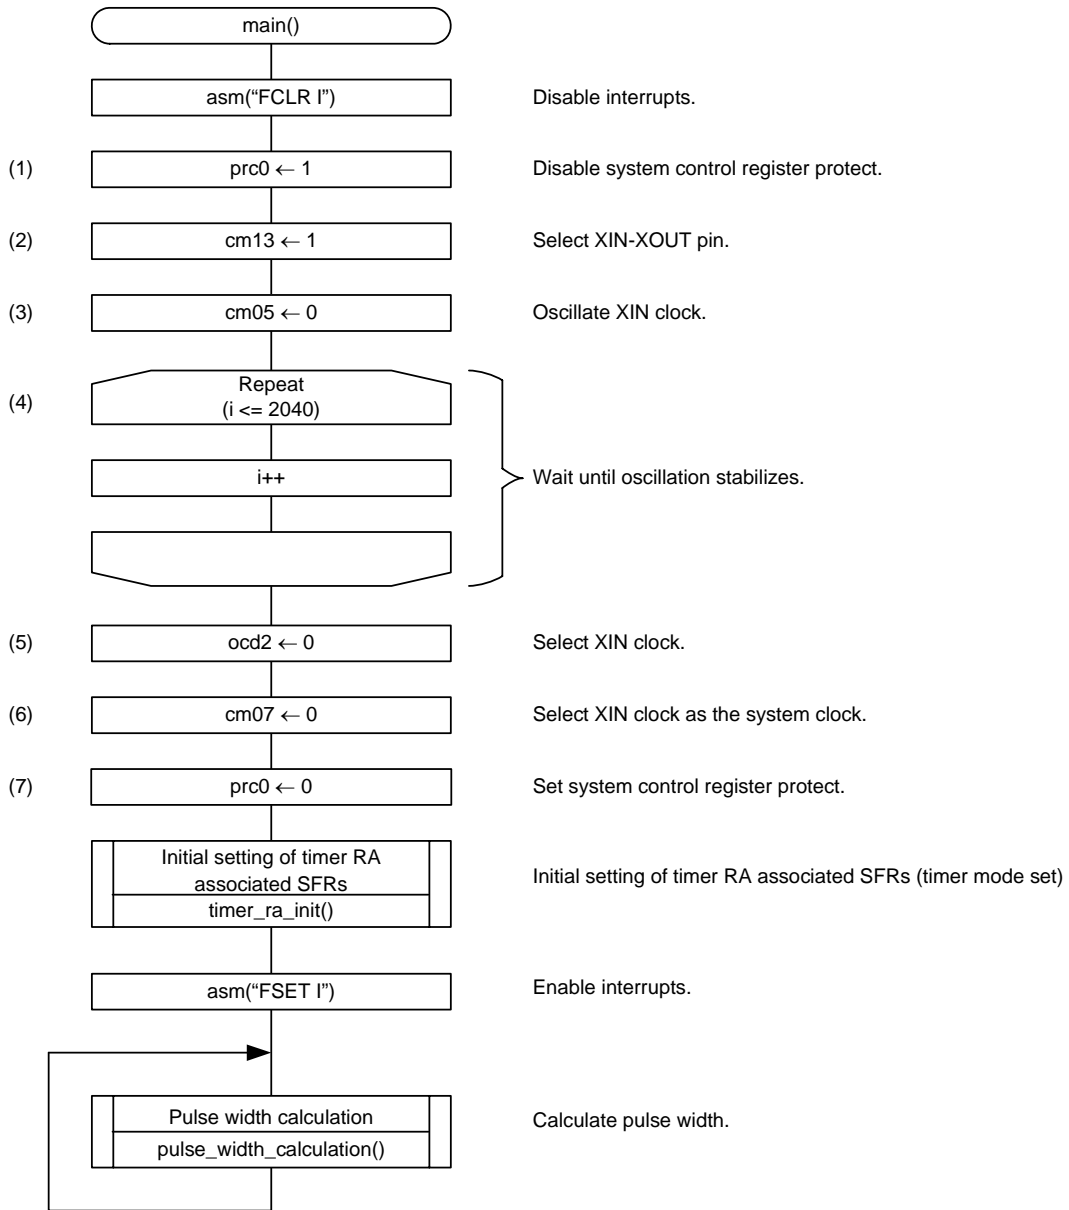 main()
asm(“FCLR I”)
Disable interrupts.
(1)
prc0 ← 1
Disable system control register protect.
(2)
cm13 ← 1
Select XIN-XOUT pin.
(3)
cm05 ← 0
Oscillate XIN clock.
(4)
Repeat
(i <= 2040)
i++
Wait until oscillation stabilizes.
(5)
ocd2 ← 0
Select XIN clock.
(6)
cm07 ← 0
Select XIN clock as the system clock.
(7)
prc0 ← 0
Set system control register protect.
Initial setting of timer RA
associated SFRs
timer_ra_init()
Initial setting of timer RA associated SFRs (timer mode set)
asm(“FSET I”)
Enable interrupts.
Pulse width calculation
pulse_width_calculation()
Calculate pulse width.